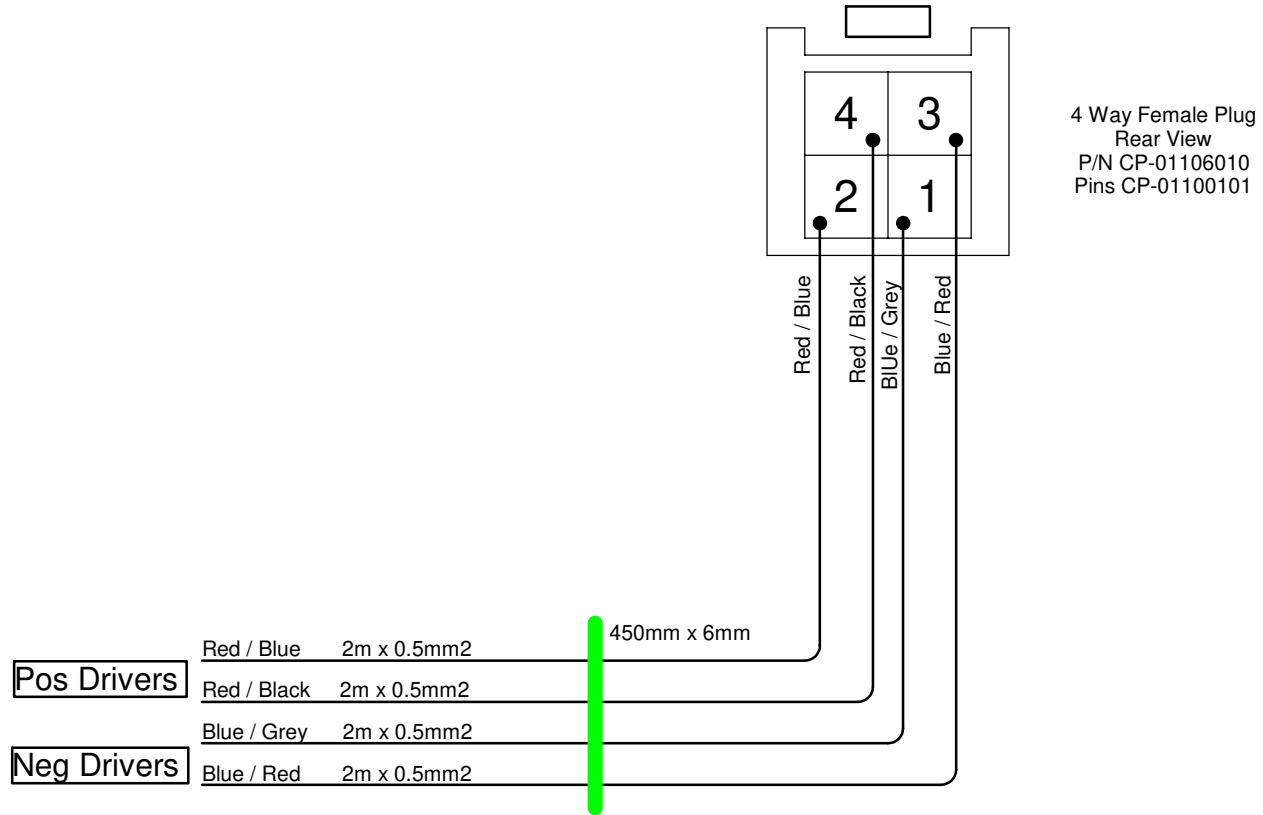 4 3
2 1
4 Way Female Plug
Rear View
P/N CP-01106010
Pins CP-01100101
Red / Blue
Red / Black
BlUe / Grey
Blue / Red
450mm x 6mm
Pos Drivers
Red / Blue 2m x 0.5mm2
Red / Black 2m x 0.5mm2
Neg Drivers
Blue / Grey 2m x 0.5mm2
Blue / Red 2m x 0.5mm2